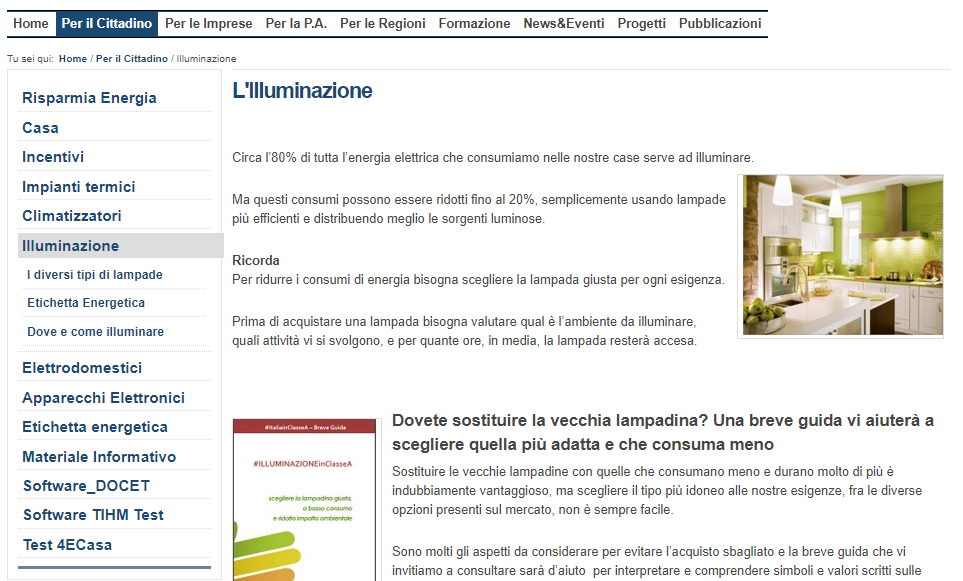 Home Per il Cittadino Per le Imprese Per la P.A. Per le Regioni Formazione News&Eventi Progetti Pubblicazioni
Tu sei qui: Home / Per il Cittadino / Illuminazione
Risparmia Energia
Casa
Incentivi
Impianti termici
Climatizzatori
Illuminazione
I diversi tipi di lampade
Etichetta Energetica
Dove e come illuminare
Elettrodomestici
Apparecchi Elettronici
Etichetta energetica
Materiale Informativo
Software_DOCET
Software TIHM Test
Test 4ECasa
L'Illuminazione
Circa l'80% di tutta l'energia elettrica che consumiamo nelle nostre case serve ad illuminare.
Ma questi consumi possono essere ridotti fino al 20%, semplicemente usando lampade
più efficienti e distribuendo meglio le sorgenti luminose.
Ricorda
Per ridurre i consumi di energia bisogna scegliere la lampada giusta per ogni esigenza.
Prima di acquistare una lampada bisogna valutare qual è l'ambiente da illuminare,
quali attività vi si svolgono, e per quante ore, in media, la lampada resterà accesa.
#ItaliainClasseA – Breve Guida
#ILLUMINAZIONEinClasseA
scegliere la lampadina giusta,
a basso consumo
e ridotto impatto ambientale
Dovete sostituire la vecchia lampadina? Una breve guida vi aiuterà a
scegliere quella più adatta e che consuma meno
Sostituire le vecchie lampadine con quelle che consumano meno e durano molto di più è
indubbiamente vantaggioso, ma scegliere il tipo più idoneo alle nostre esigenze, fra le diverse
opzioni presenti sul mercato, non è sempre facile.
Sono molti gli aspetti da considerare per evitare l'acquisto sbagliato e la breve guida che vi
invitiamo a consultare sarà d'aiuto per interpretare e comprendere simboli e valori scritti sulle